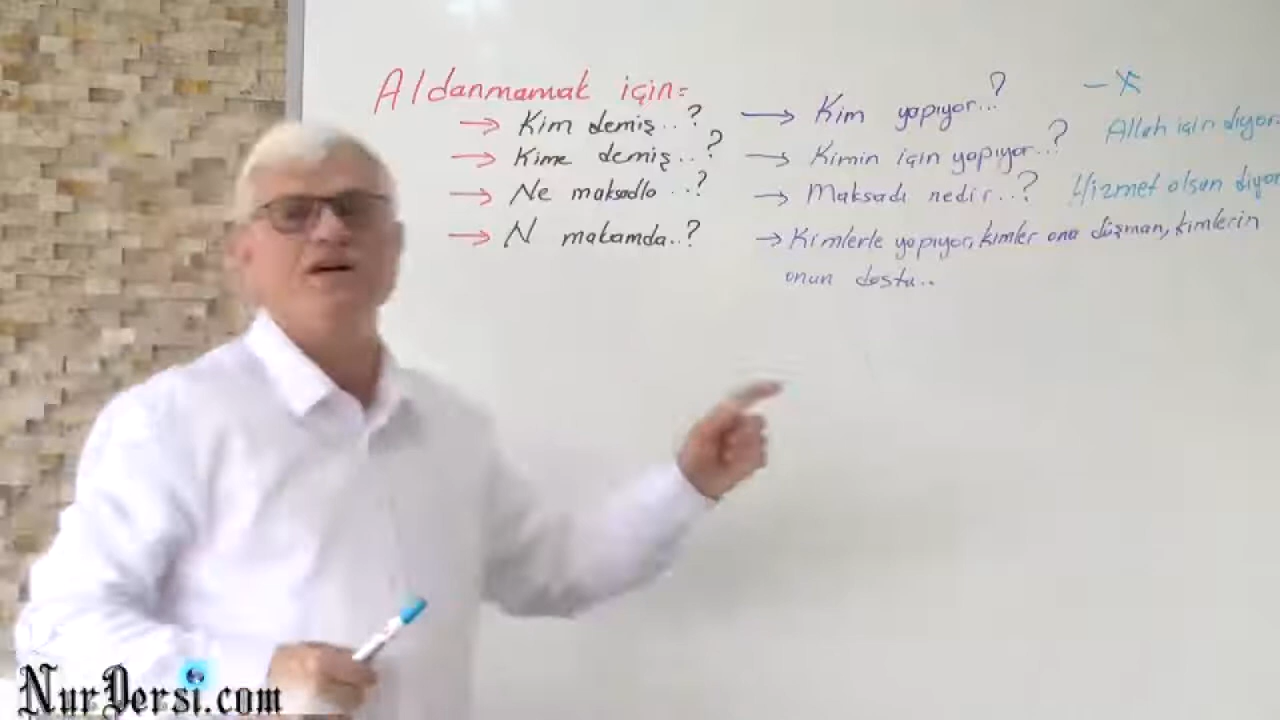 Aldanmamak için:
→ Kim demiş..? → Kim yapıyor..? - X
→ Kime demiş..? → Kimin için yapıyor..? Allah için diyor.
→ Ne maksadla..? → Maksadı nedir..? Hizmet olsun diyor
→ N makamda..? → Kimlerle yapıyor, kimler ona düşman, kimlerin
onun dostu..
NurDersi.com